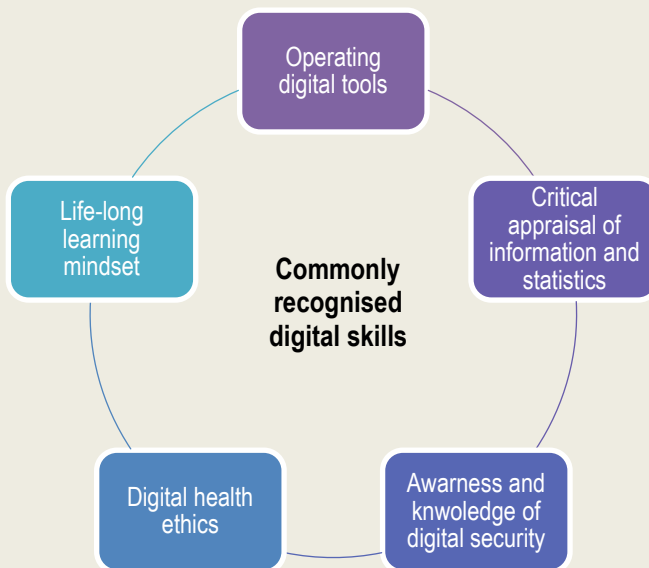 Operating
digital tools
Critical
appraisal of
information and
statistics
Life-long
learning
mindset
Commonly
recognised
digital skills
Digital health
ethics
Awarness and
knwoledge of
digital security